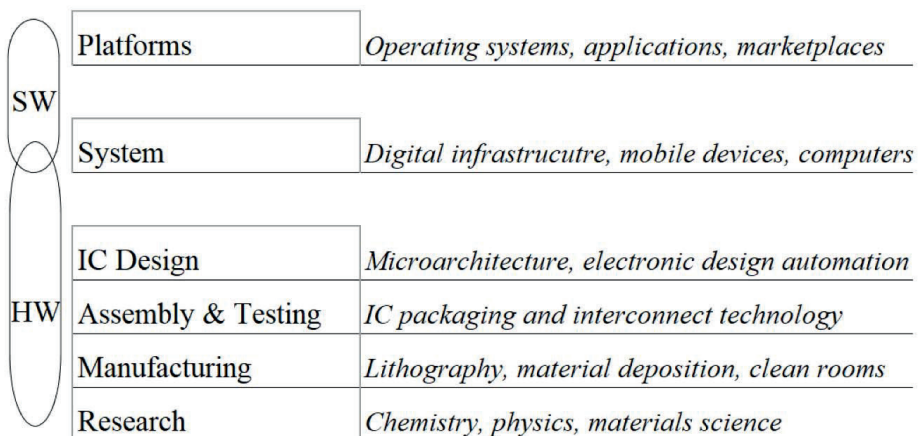 Platforms Operating systems, applications, marketplaces
SW
System Digital infrastrucutre, mobile devices, computers
IC Design Microarchitecture, electronic design automation
HW Assembly & Testing IC packaging and interconnect technology
Manufacturing Lithography, material deposition, clean rooms
Research Chemistry, physics, materials science